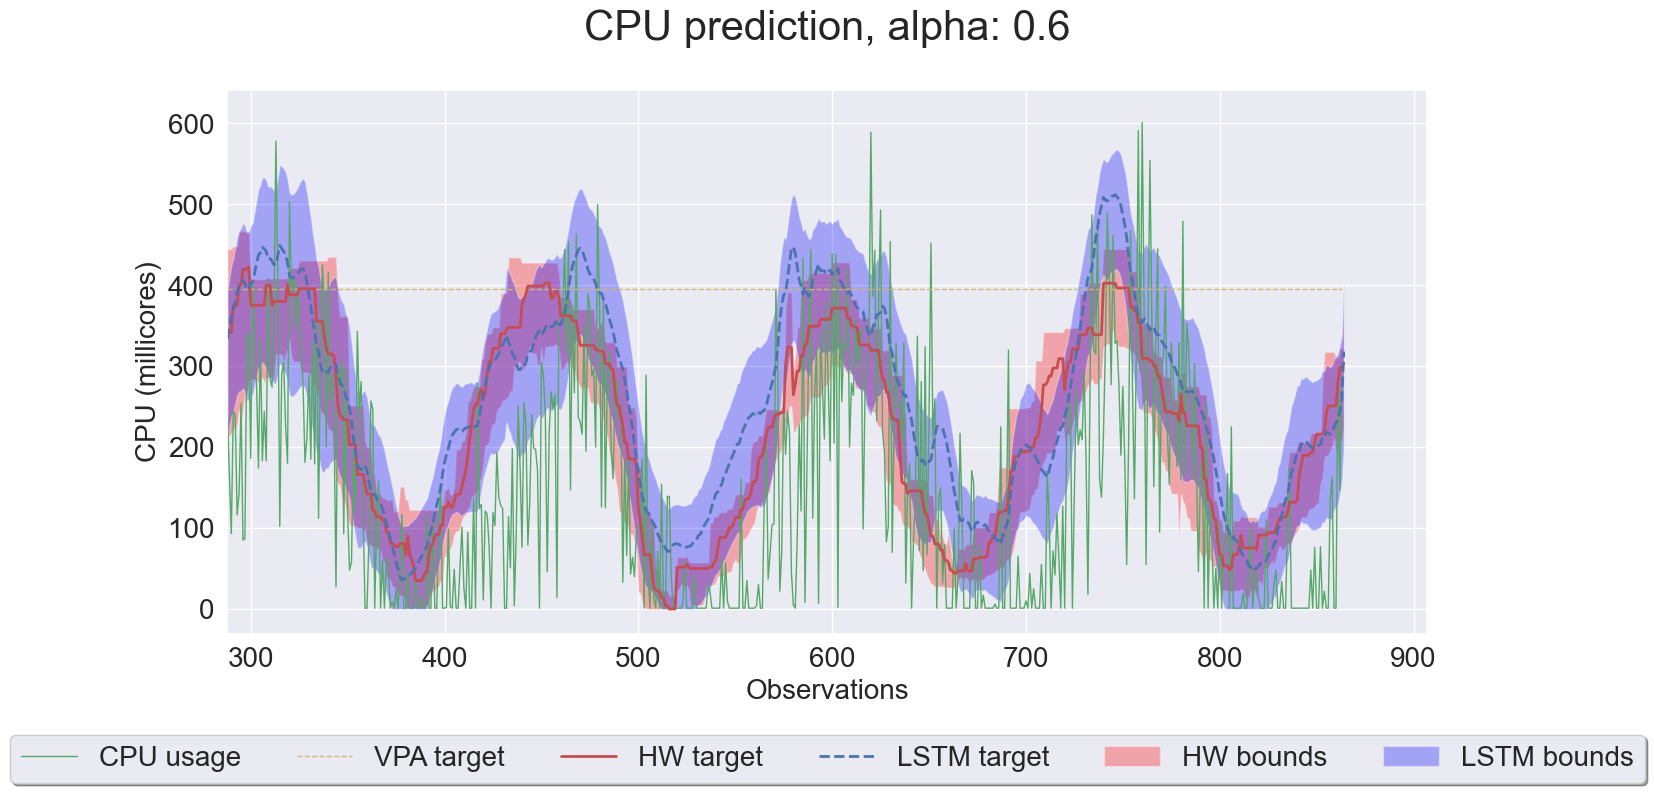 CPU prediction, alpha: 0.6
CPU (millicores)
600
500
400
300
200
100
0
300 400 500 600 700 800 900
Observations
CPU usage VPA target HW target LSTM target HW bounds LSTM bounds